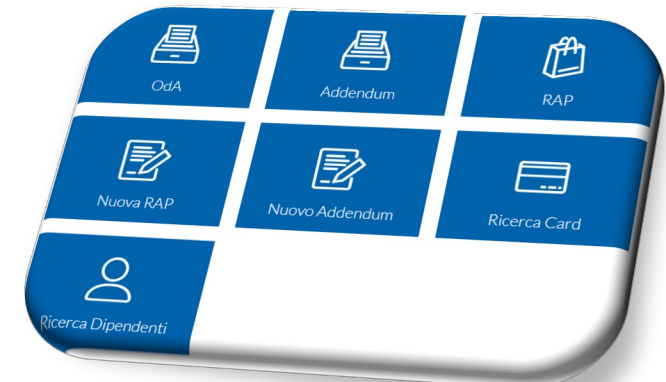 OdA
Addendum
RAP
Nuova RAP
Nuovo Addendum
Ricerca Card
Ricerca Dipendenti